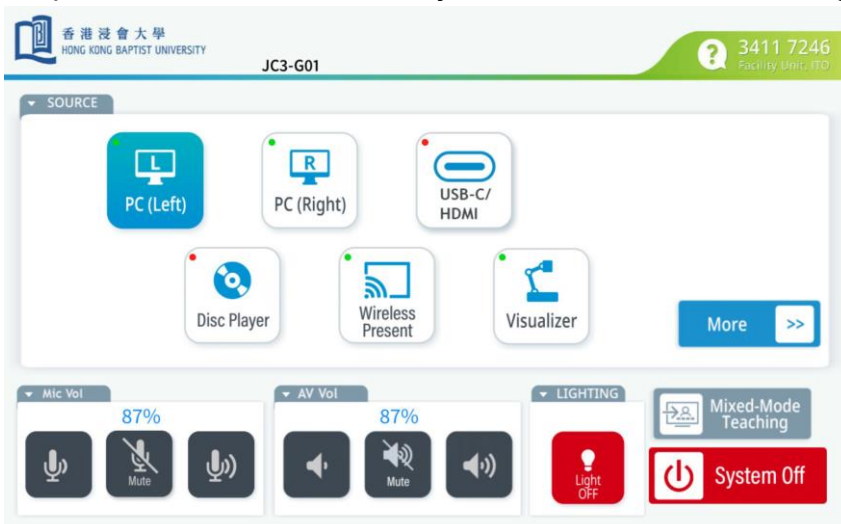 香港浸會大學
HONG KONG BAPTIST UNIVERSITY
JC3-G01
3411 7246
Facility Unit, ITO
SOURCE
L
PC (Left)
R
PC (Right)
USB-C/
HDMI
Disc Player
Wireless
Present
Visualizer
More >>
Mic Vol
87%
Mute
AV Vol
87%
Mute
LIGHTING
Light
OFF
Mixed-Mode
Teaching
System Off